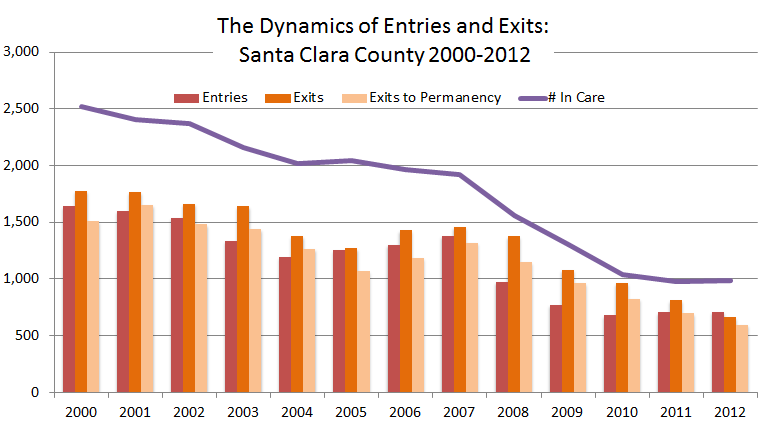 The Dynamics of Entries and Exits:
Santa Clara County 2000-2012
3,000
Entries Exits Exits to Permanency # In Care
2,500
2,000
1,500
1,000
500
0
2000 2001 2002 2003 2004 2005 2006 2007 2008 2009 2010 2011 2012